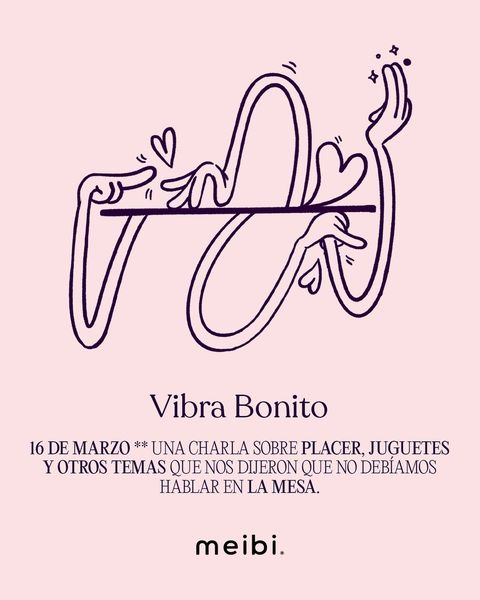 Vibra Bonito
16 DE MARZO ** UNA CHARLA SOBRE PLACER, JUGUETES
Y OTROS TEMAS QUE NOS DIJERON QUE NO DEBÍAMOS
HABLAR EN LA MESA.
meibi.